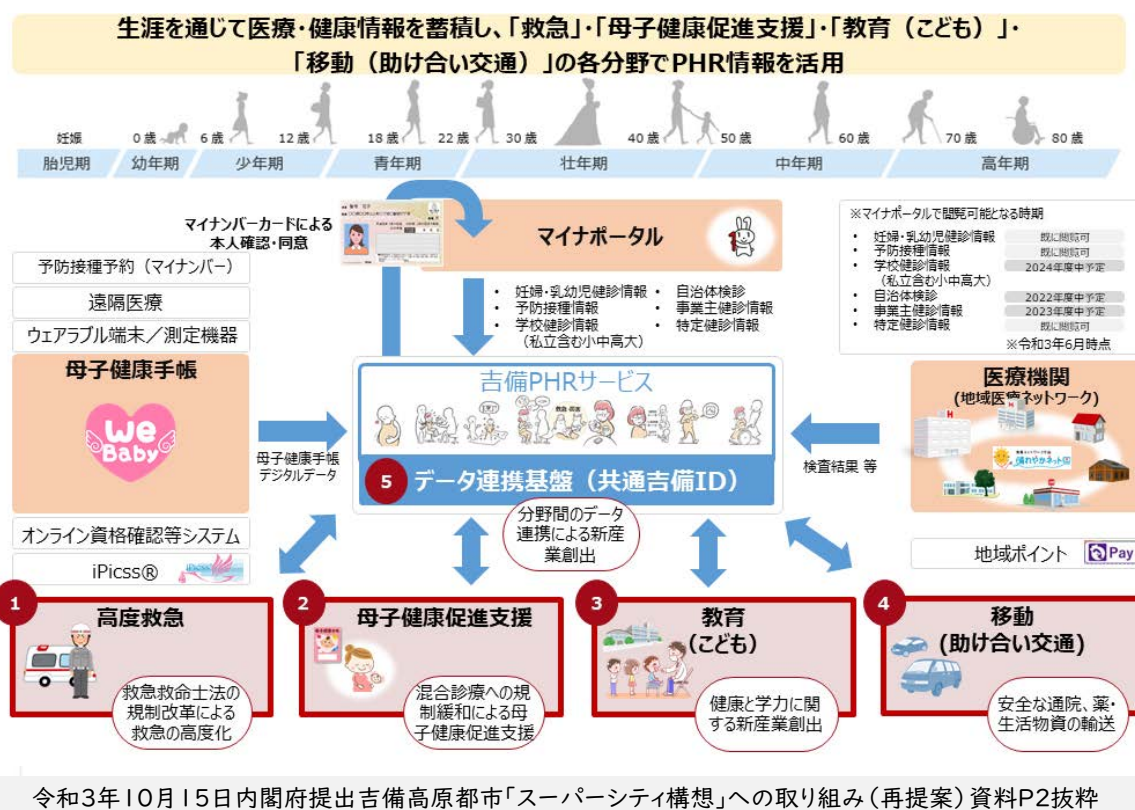 生涯を通じて医療・健康情報を蓄積し、「救急」・「母子健康促進支援」・「教育（こども）」・
「移動（助け合い交通）」の各分野でPHR情報を活用
妊娠 0歳 6歳 12歳 18歳 22歳 30歳 40歳 50歳 60歳 70歳 80歳
胎児期 幼年期 少年期 青年期 壮年期 中年期 高年期
マイナンバーカードによる
本人確認・同意
マイナポータル
・ 妊婦・乳幼児健診情報
・ 予防接種情報
・ 学校健診情報
（私立含む小中高大）
・ 自治体検診
・ 事業主健診情報
・ 特定健診情報
※マイナポータルで閲覧可能となる時期
・ 妊婦・乳幼児健診情報 既に閲覧可
・ 予防接種情報 既に閲覧可
・ 学校健診情報 2024年度中予定
（私立含む小中高大）
・ 自治体検診 2022年度中予定
・ 事業主健診情報 2023年度中予定
・ 特定健診情報 既に閲覧可
※令和3年6月時点
予防接種予約（マイナンバー）
遠隔医療
ウェアラブル端末／測定機器
母子健康手帳
We
Baby
オンライン資格確認等システム
iPicss®
iPicss
母子健康手帳
デジタルデータ
吉備PHRサービス
5 データ連携基盤（共通吉備ID）
分野間のデータ
連携による新産
業創出
検査結果 等
医療機関
(地域医療ネットワーク)
晴れやかネット
地域ポイント Pay
1 高度救急
救急救命士法の
規制改革による
救急の高度化
2 母子健康促進支援
混合診療への規
制緩和による母
子健康促進支援
3 教育
(こども)
健康と学力に関
する新産業創出
4 移動
(助け合い交通)
安全な通院、薬・
生活物資の輸送
令和3年10月15日内閣府提出吉備高原都市「スーパーシティ構想」への取り組み（再提案）資料P2抜粋